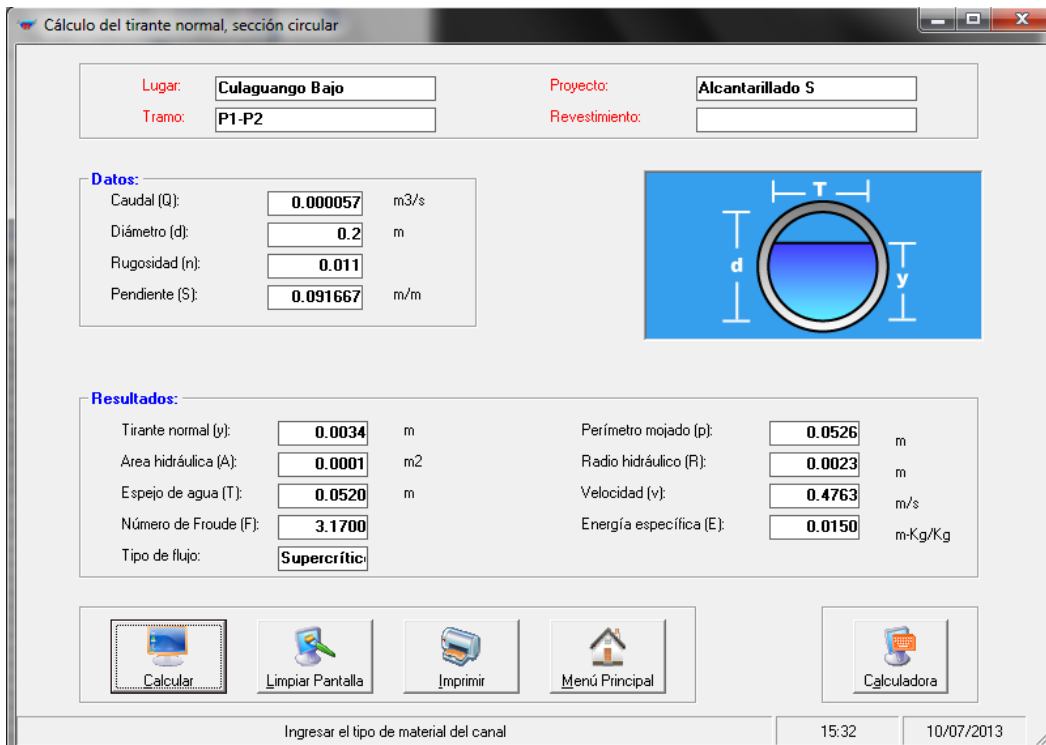 Cálculo del tirante normal, sección circular
Lugar: Culaguango Bajo Proyecto: Alcantarillado S
Tramo: P1-P2 Revestimiento:
Datos:
Caudal (Q): 0.000057 m3/s
Diámetro (d): 0.2 m
Rugosidad (n): 0.011
Pendiente (S): 0.091667 m/m
T
d
y
Resultados:
Tirante normal (y): 0.0034 m Perímetro mojado (p): 0.0526 m
Area hidráulica (A): 0.0001 m2 Radio hidráulico (R): 0.0023 m
Espejo de agua (T): 0.0520 m Velocidad (v): 0.4763 m/s
Número de Froude (F): 3.1700 Energía específica (E): 0.0150 m-Kg/Kg
Tipo de flujo: Supercrític
Calcular Limpiar Pantalla Imprimir Menú Principal Calculadora
Ingresar el tipo de material del canal 15:32 10/07/2013